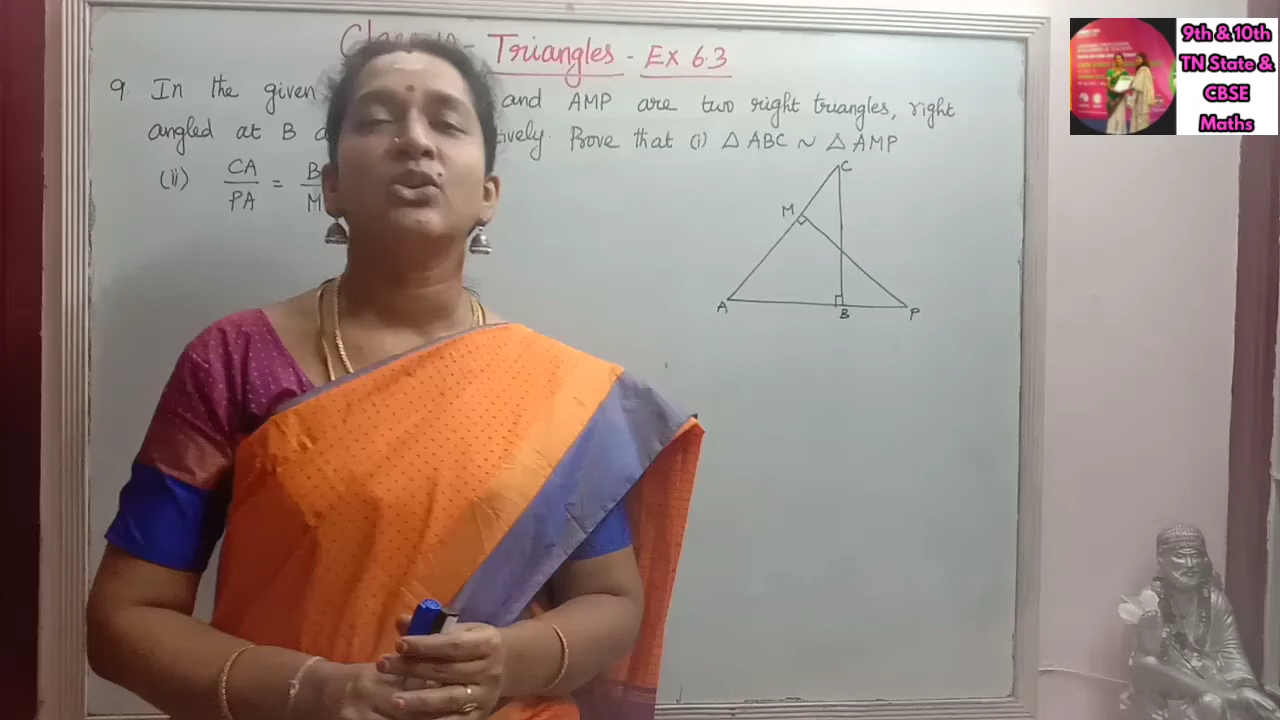 Triangles - Ex 6.3
9. In the given and AMP are two right triangles, right
angled at B Prove that (i) △ ABC ~ △ AMP
(ii) CA/PA = B/M
C
M
A
B
P
9th & 10th
TN State &
CBSE
Maths